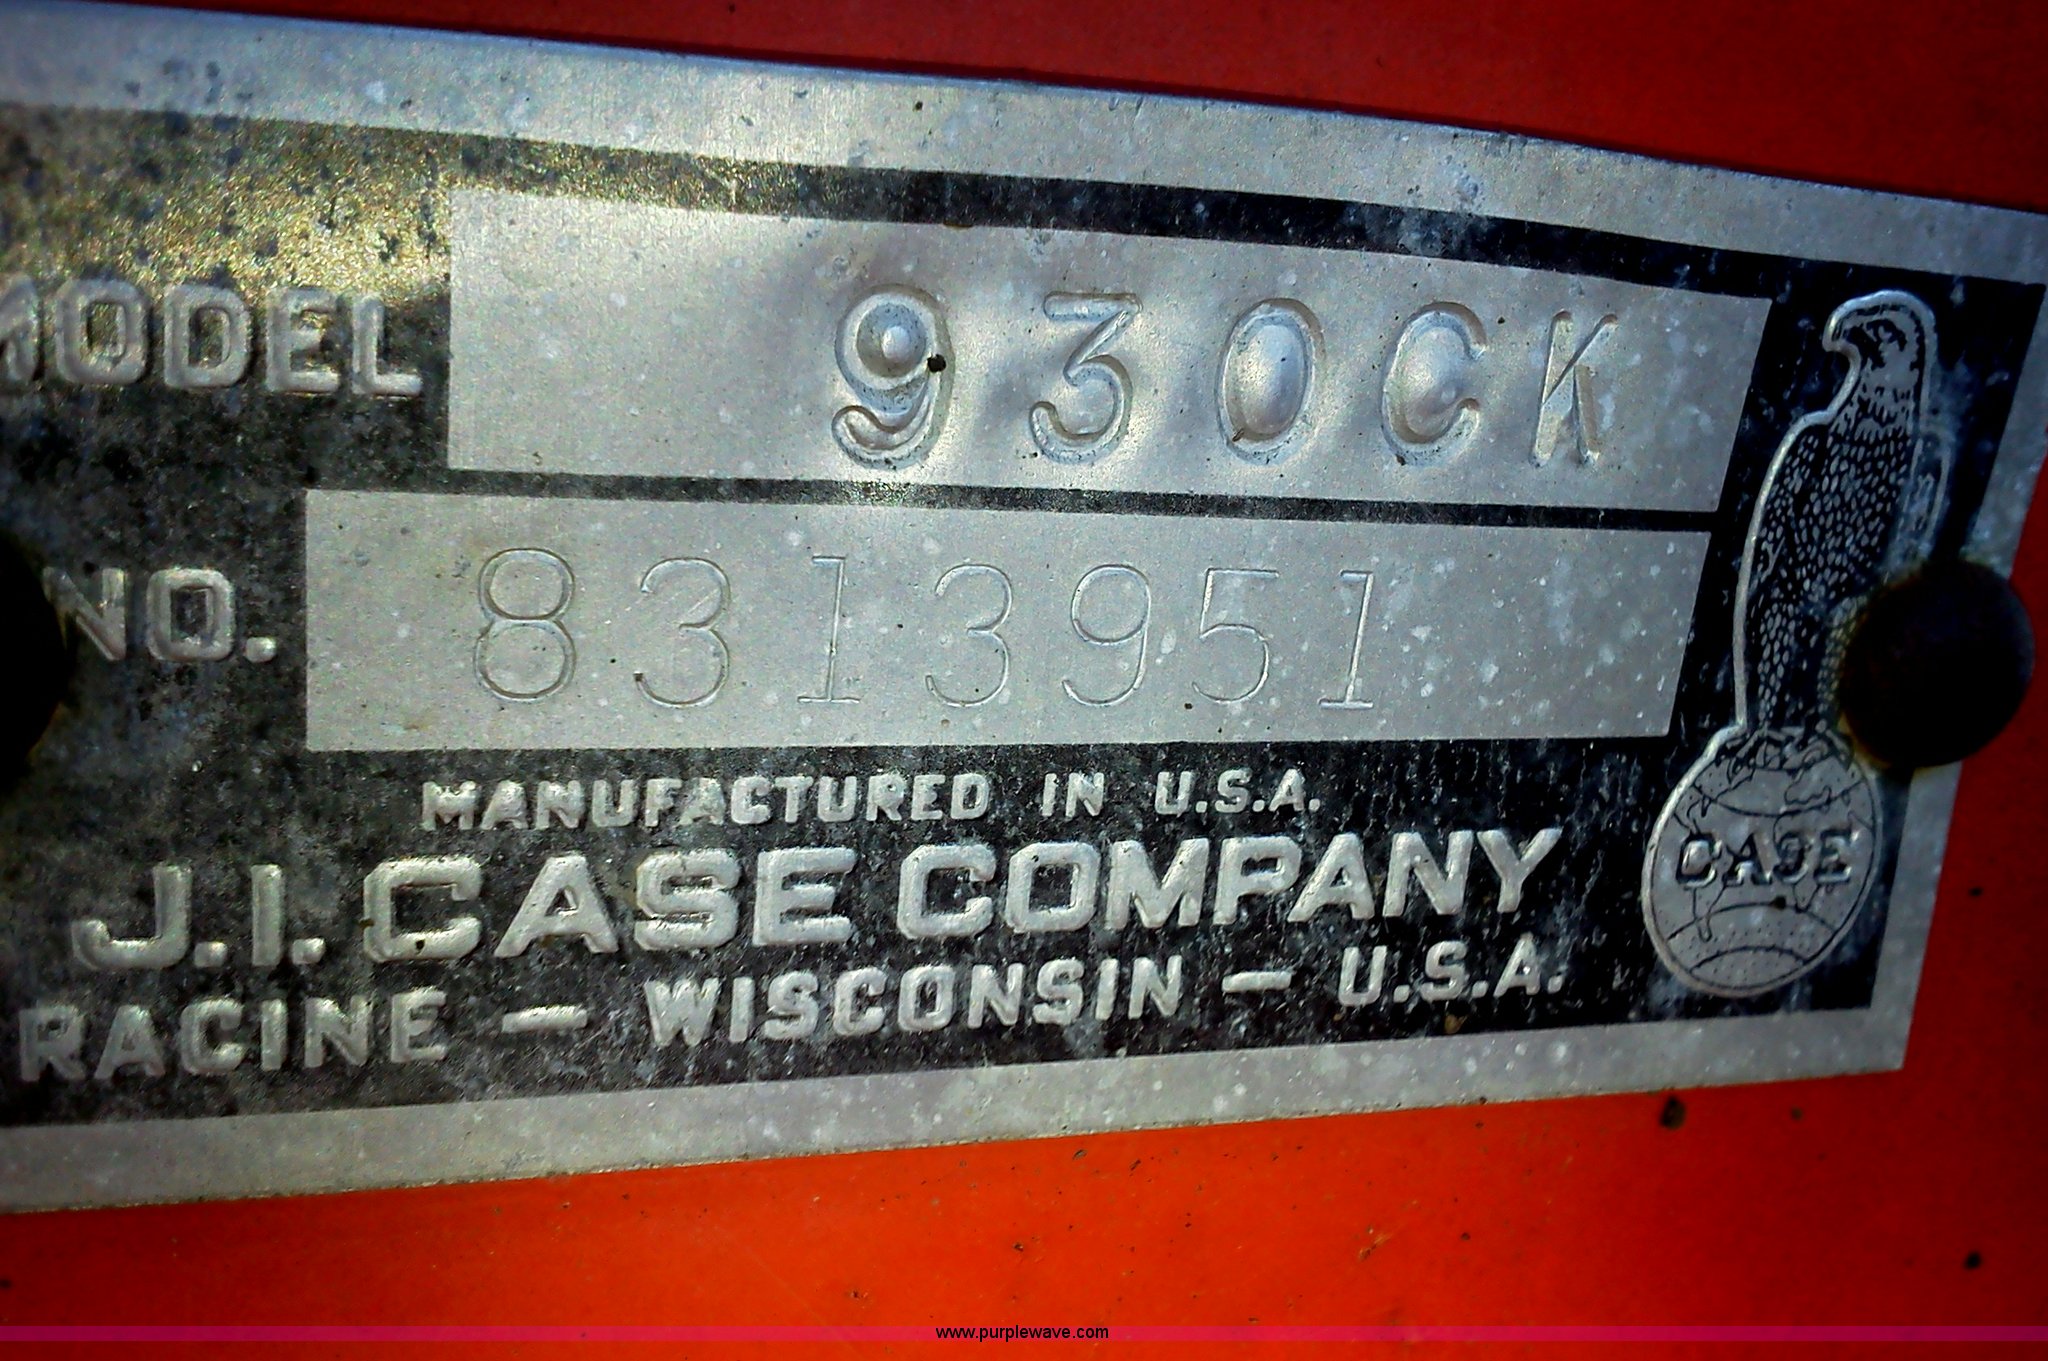 MODEL 930CK
NO. 8313951
MANUFACTURED IN U.S.A.
J.I. CASE COMPANY
RACINE — WISCONSIN — U.S.A.
CASE
www.purplewave.com